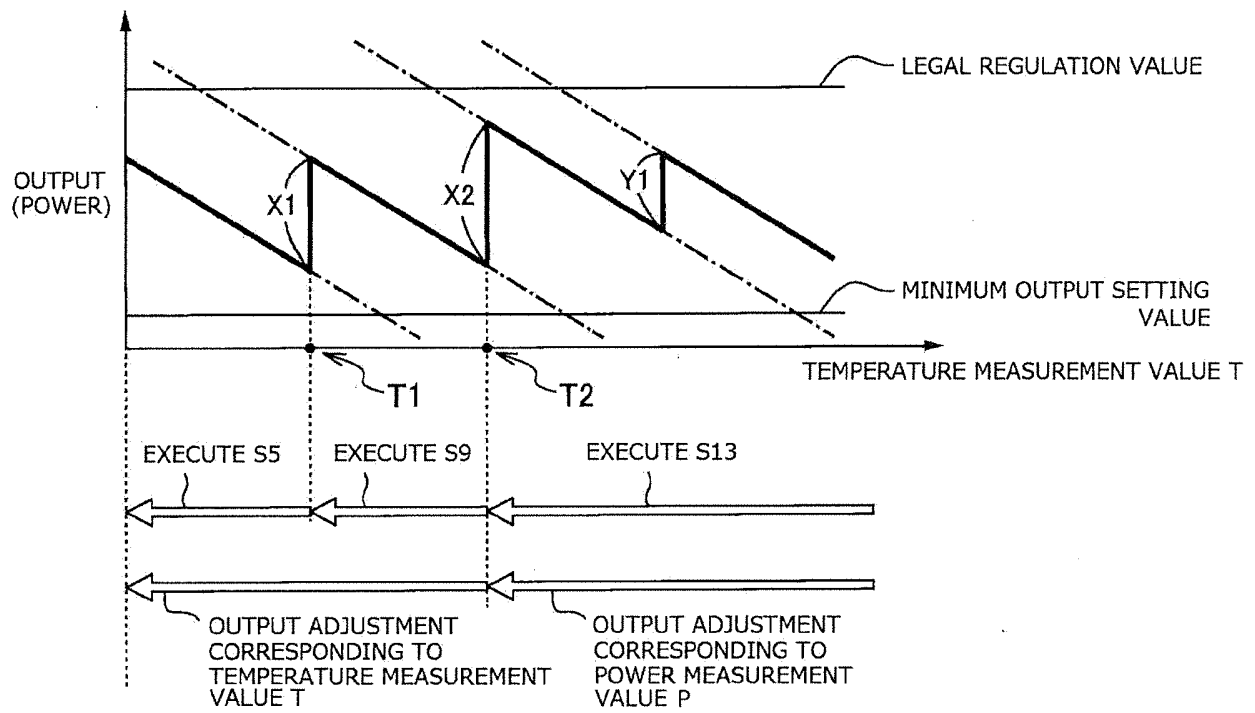 LEGAL REGULATION VALUE
OUTPUT
(POWER)
X1
X2
Y1
MINIMUM OUTPUT SETTING
VALUE
TEMPERATURE MEASUREMENT VALUE T
T1
T2
EXECUTE S5
EXECUTE S9
EXECUTE S13
OUTPUT ADJUSTMENT
CORRESPONDING TO
TEMPERATURE MEASUREMENT
VALUE T
OUTPUT ADJUSTMENT
CORRESPONDING TO
POWER MEASUREMENT
VALUE P